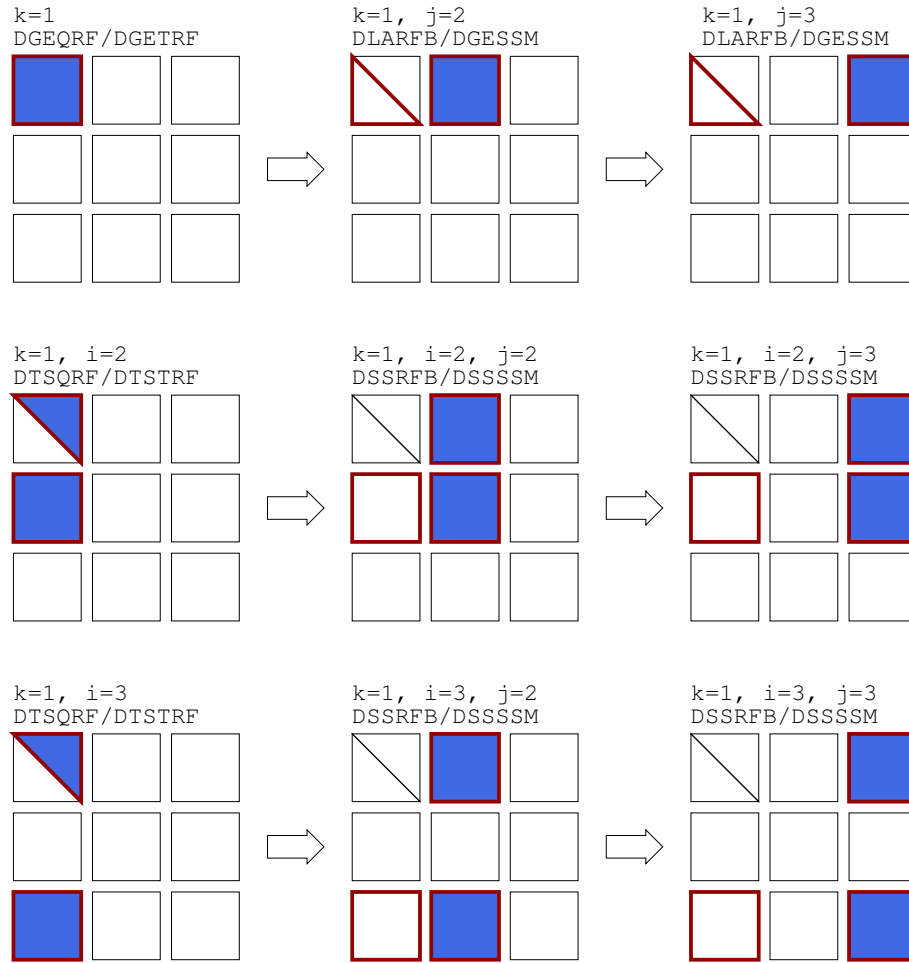 k=1
DGEQRF/DGETRF
k=1, j=2
DLARFB/DGESSM
k=1, j=3
DLARFB/DGESSM
k=1, i=2
DTSQRF/DTSTRF
k=1, i=2, j=2
DSSRFB/DSSSSM
k=1, i=2, j=3
DSSRFB/DSSSSM
k=1, i=3
DTSQRF/DTSTRF
k=1, i=3, j=2
DSSRFB/DSSSSM
k=1, i=3, j=3
DSSRFB/DSSSSM